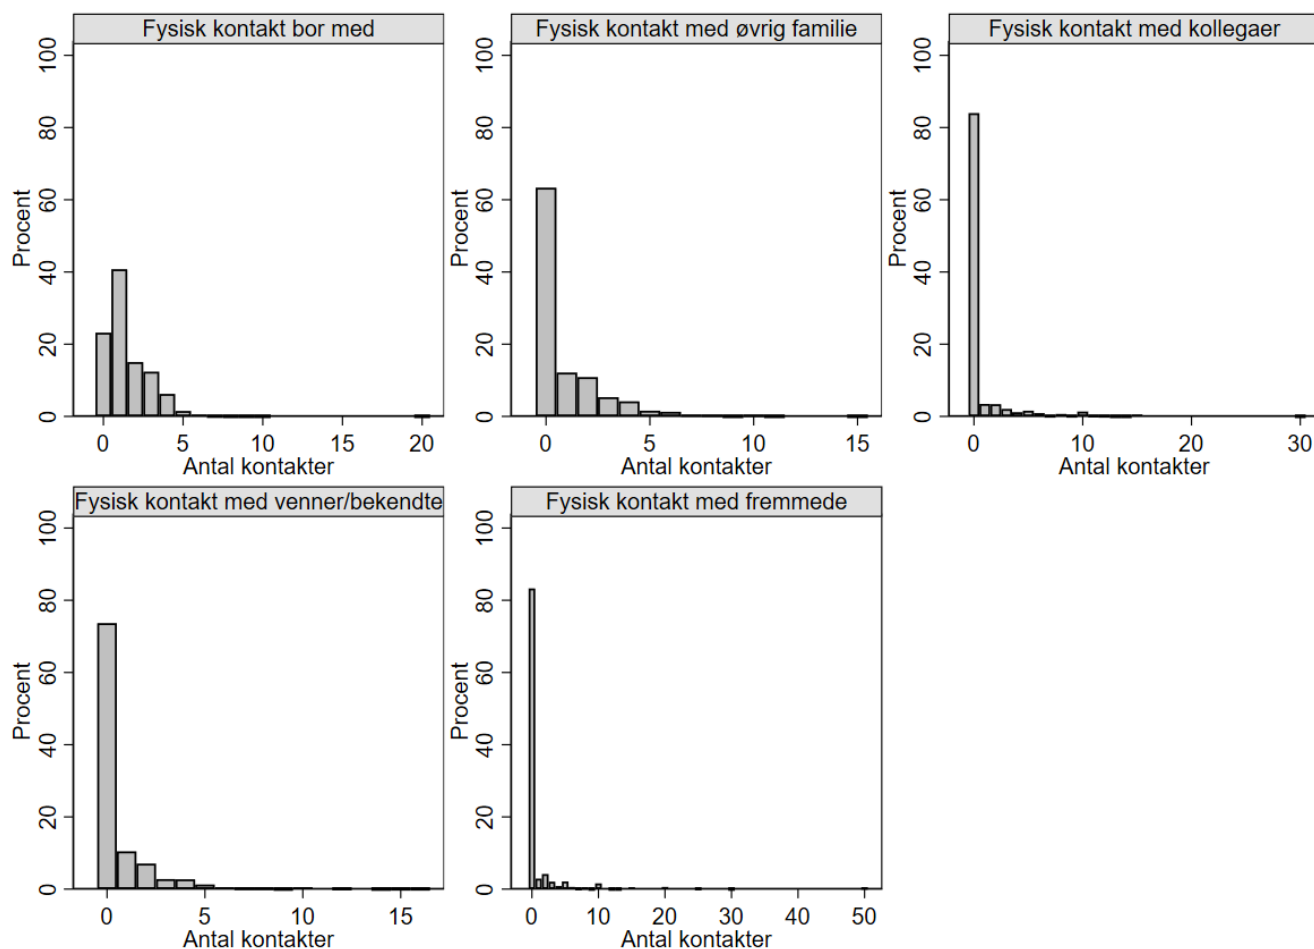 Fysisk kontakt bor med
Procent
100
80
60
40
20
0
0 5 10 15 20
Antal kontakter
Fysisk kontakt med øvrig familie
Procent
100
80
60
40
20
0
0 5 10 15
Antal kontakter
Fysisk kontakt med kollegaer
Procent
100
80
60
40
20
0
0 10 20 30
Antal kontakter
Fysisk kontakt med venner/bekendte
Procent
100
80
60
40
20
0
0 5 10 15
Antal kontakter
Fysisk kontakt med fremmede
Procent
100
80
60
40
20
0
0 10 20 30 40 50
Antal kontakter